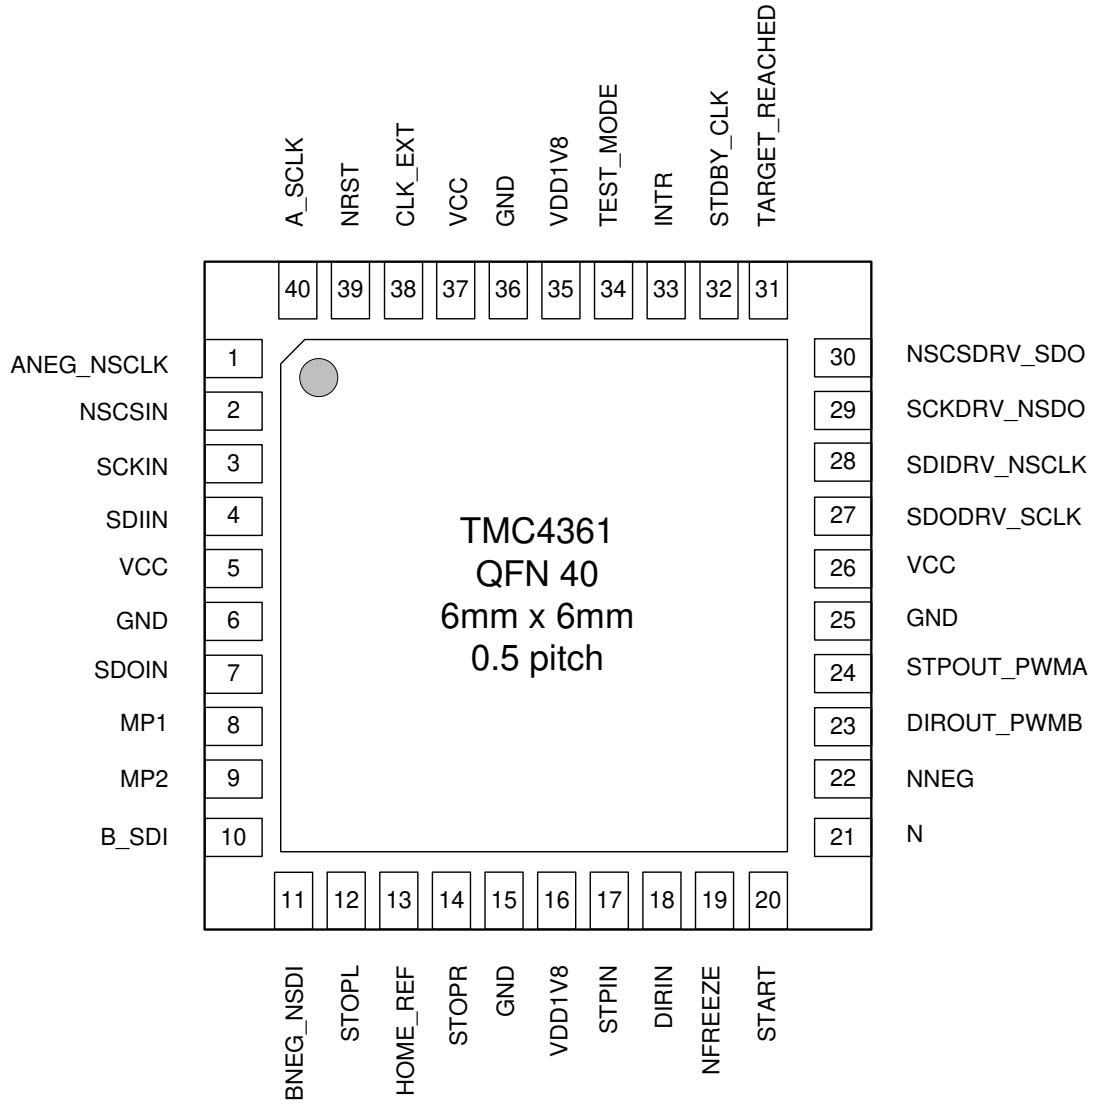 A_SCLK
NRST
CLK_EXT
VCC
GND
VDD1V8
TEST_MODE
INTR
STDBY_CLK
TARGET_REACHED
40
39
38
37
36
35
34
33
32
31
ANEG_NSCLK 1
NSCSIN 2
SCKIN 3
SDIIN 4
VCC 5
GND 6
SDOIN 7
MP1 8
MP2 9
B_SDI 10
TMC4361
QFN 40
6mm x 6mm
0.5 pitch
30 NSCSDRV_SDO
29 SCKDRV_NSDO
28 SDIDRV_NSCLK
27 SDODRV_SCLK
26 VCC
25 GND
24 STPOUT_PWMA
23 DIROUT_PWMB
22 NNEG
21 N
11
12
13
14
15
16
17
18
19
20
BNEG_NSDI
STOPL
HOME_REF
STOPR
GND
VDD1V8
STPIN
DIRIN
NFREEZE
START